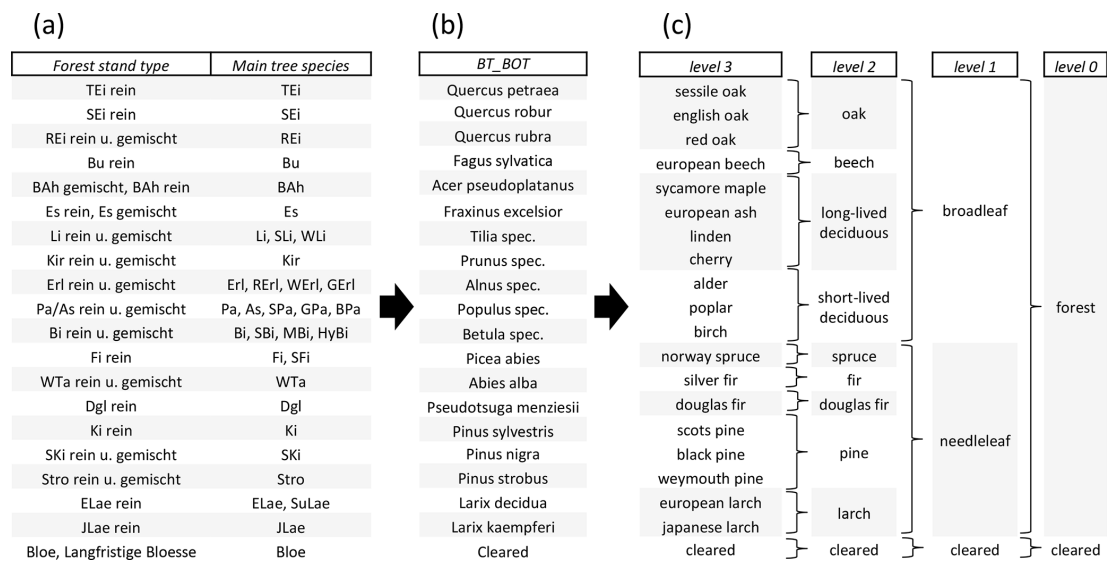 (a)
(b)
(c)
Forest stand type Main tree species BT_BOT level 3 level 2 level 1 level 0
TEi rein TEi Quercus petraea sessile oak
SEi rein SEi Quercus robur english oak oak
REi rein u. gemischt REi Quercus rubra red oak
Bu rein Bu Fagus sylvatica european beech beech
BAh gemischt, BAh rein BAh Acer pseudoplatanus sycamore maple
Es rein, Es gemischt Es Fraxinus excelsior european ash long-lived broadleaf
Li rein u. gemischt Li, SLi, WLi Tilia spec. linden deciduous
Kir rein u. gemischt Kir Prunus spec. cherry
Erl rein u. gemischt Erl, RErl, WErl, GErl Alnus spec. alder
Pa/As rein u. gemischt Pa, As, SPa, GPa, BPa Populus spec. poplar short-lived forest
Bi rein u. gemischt Bi, SBi, MBi, HyBi Betula spec. birch deciduous
Fi rein Fi, SFi Picea abies norway spruce spruce
WTa rein u. gemischt WTa Abies alba silver fir fir
Dgl rein Dgl Pseudotsuga menziesii douglas fir douglas fir
Ki rein Ki Pinus sylvestris scots pine needleleaf
SKi rein u. gemischt SKi Pinus nigra black pine pine
Stro rein u. gemischt Stro Pinus strobus weymouth pine
ELae rein ELae, SuLae Larix decidua european larch larch
JLae rein JLae Larix kaempferi japanese larch
Bloe, Langfristige Bloesse Bloe Cleared cleared cleared cleared cleared